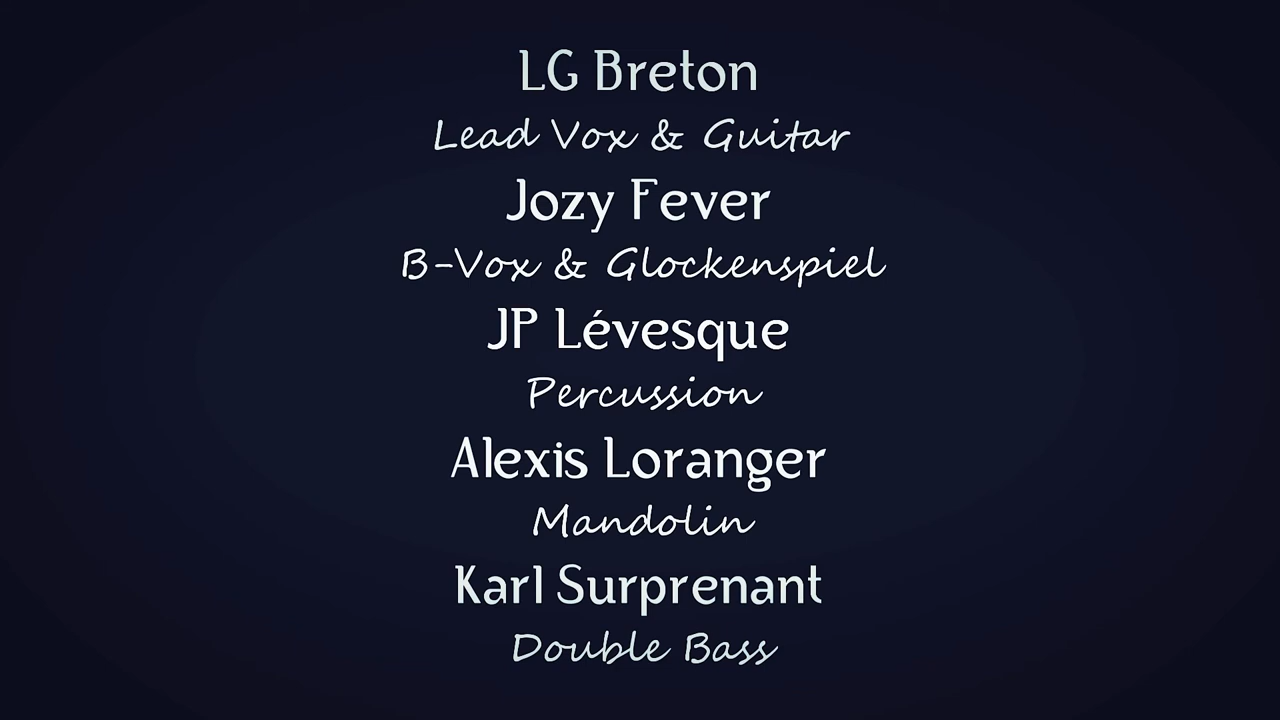 LG Breton
Lead Vox & Guitar
Jozy Fever
B-Vox & Glockenspiel
JP Lévesque
Percussion
Alexis Loranger
Mandolin
Karl Surprenant
Double Bass